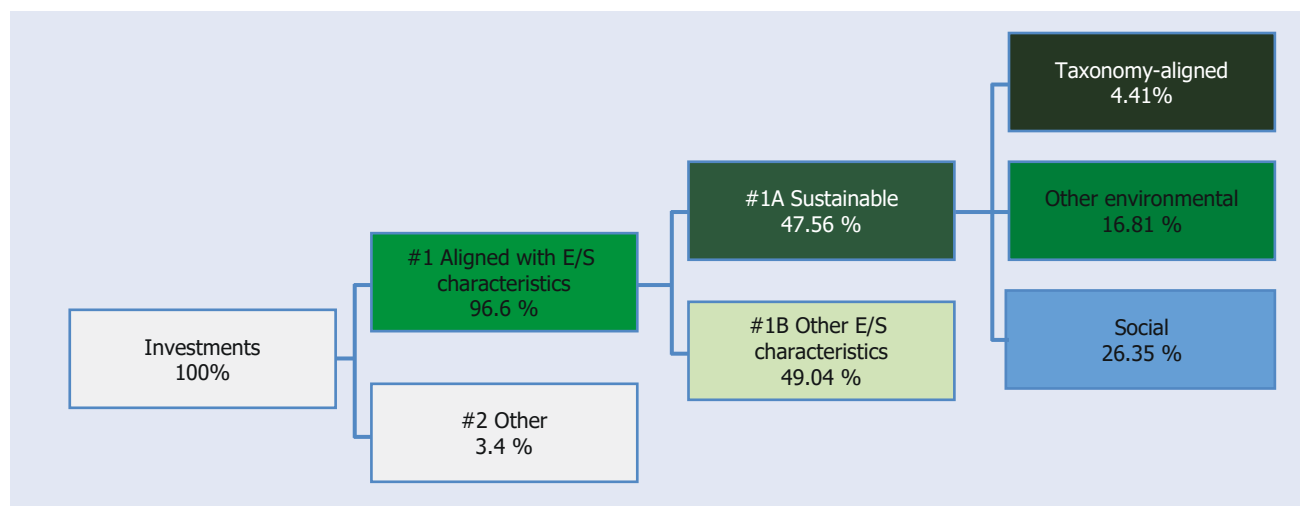 Investments
100%
#1 Aligned with E/S
characteristics
96.6 %
#2 Other
3.4 %
#1A Sustainable
47.56 %
#1B Other E/S
characteristics
49.04 %
Taxonomy-aligned
4.41%
Other environmental
16.81 %
Social
26.35 %